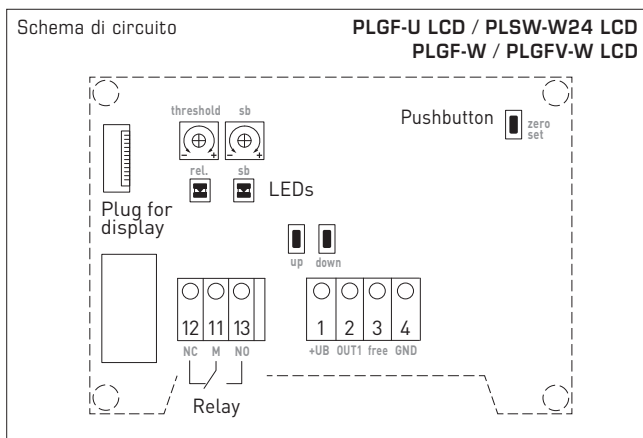 Schema di circuito PLGF-U LCD / PLSW-W24 LCD
PLGF-W / PLGFV-W LCD
threshold sb
Pushbutton zero
set
- + - +
rel. sb
LEDs
Plug for
display
up down
12 11 13 1 2 3 4
NC M NO +UB OUT1 free GND
Relay